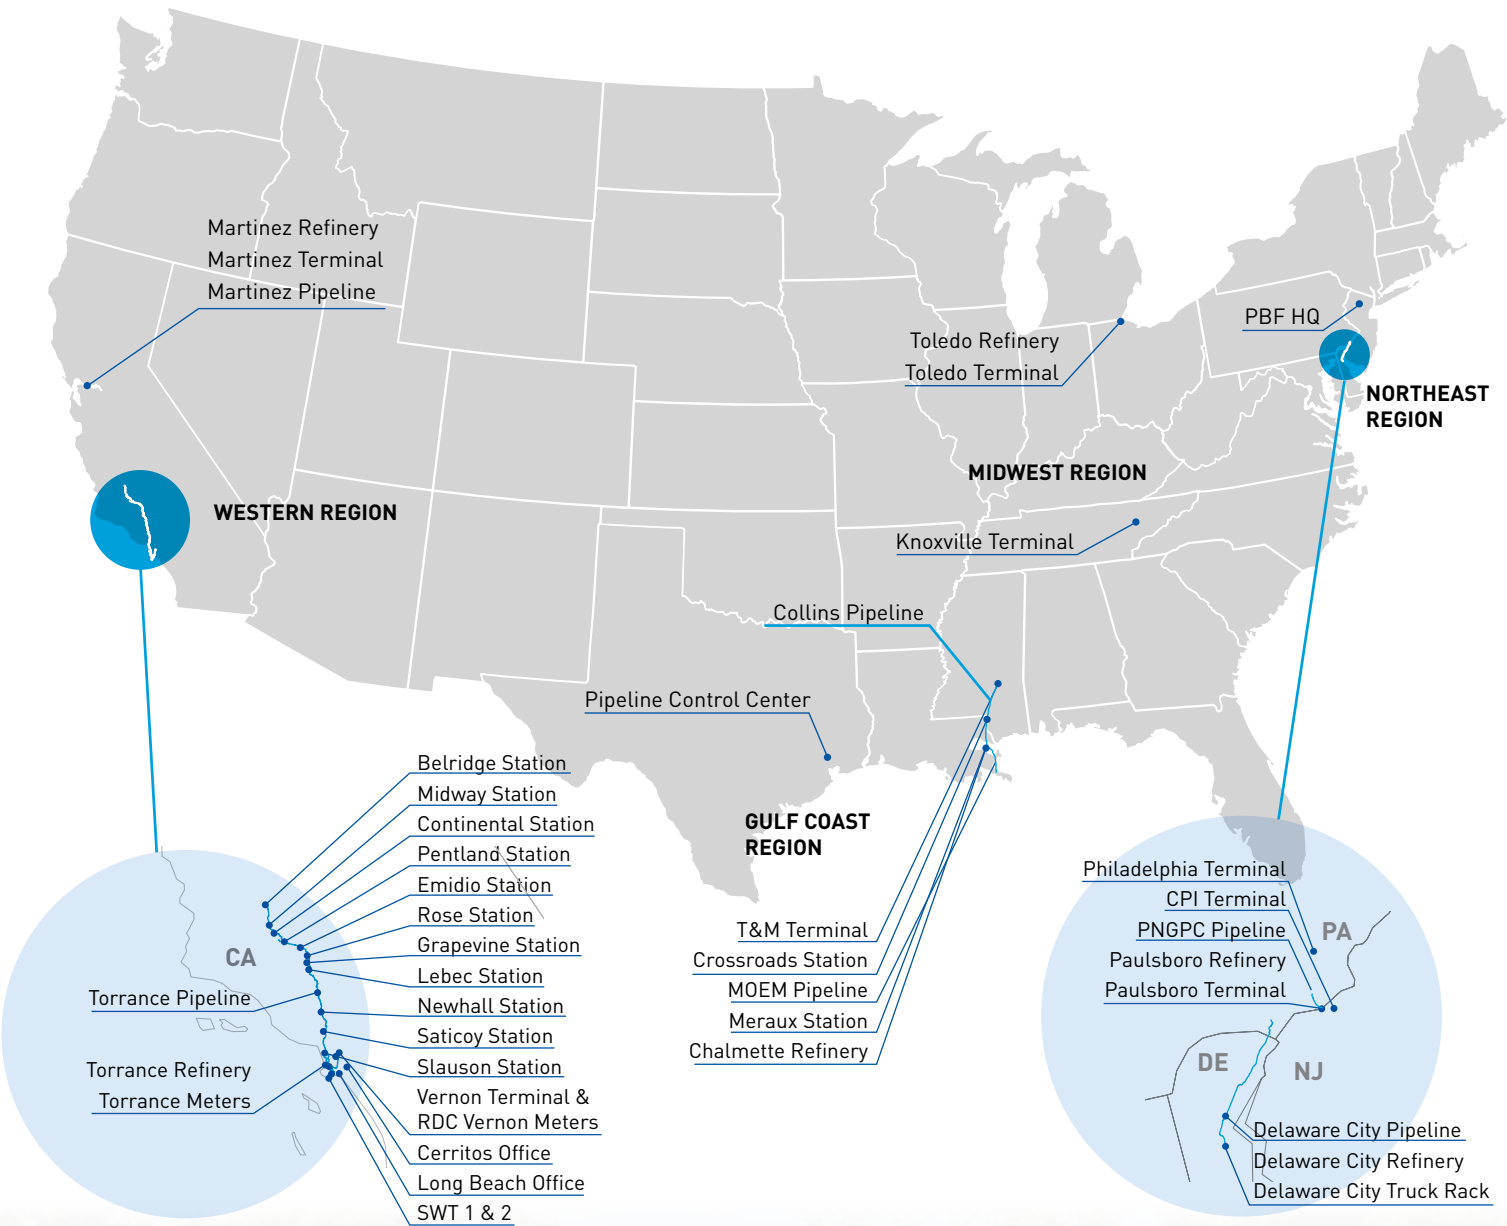 Martinez Refinery
Martinez Terminal
Martinez Pipeline
PBF HQ
Toledo Refinery
Toledo Terminal
NORTHEAST
REGION
MIDWEST REGION
WESTERN REGION
Knoxville Terminal
Collins Pipeline
Pipeline Control Center
GULF COAST
REGION
Belridge Station
Midway Station
Continental Station
Pentland Station
Emidio Station
Rose Station
Grapevine Station
Lebec Station
Newhall Station
Saticoy Station
Slauson Station
Vernon Terminal &
RDC Vernon Meters
Cerritos Office
Long Beach Office
SWT 1 & 2
CA
Torrance Pipeline
Torrance Refinery
Torrance Meters
T&M Terminal
Crossroads Station
MOEM Pipeline
Meraux Station
Chalmette Refinery
Philadelphia Terminal
CPI Terminal
PNGPC Pipeline
Paulsboro Refinery
Paulsboro Terminal
PA
DE
NJ
Delaware City Pipeline
Delaware City Refinery
Delaware City Truck Rack